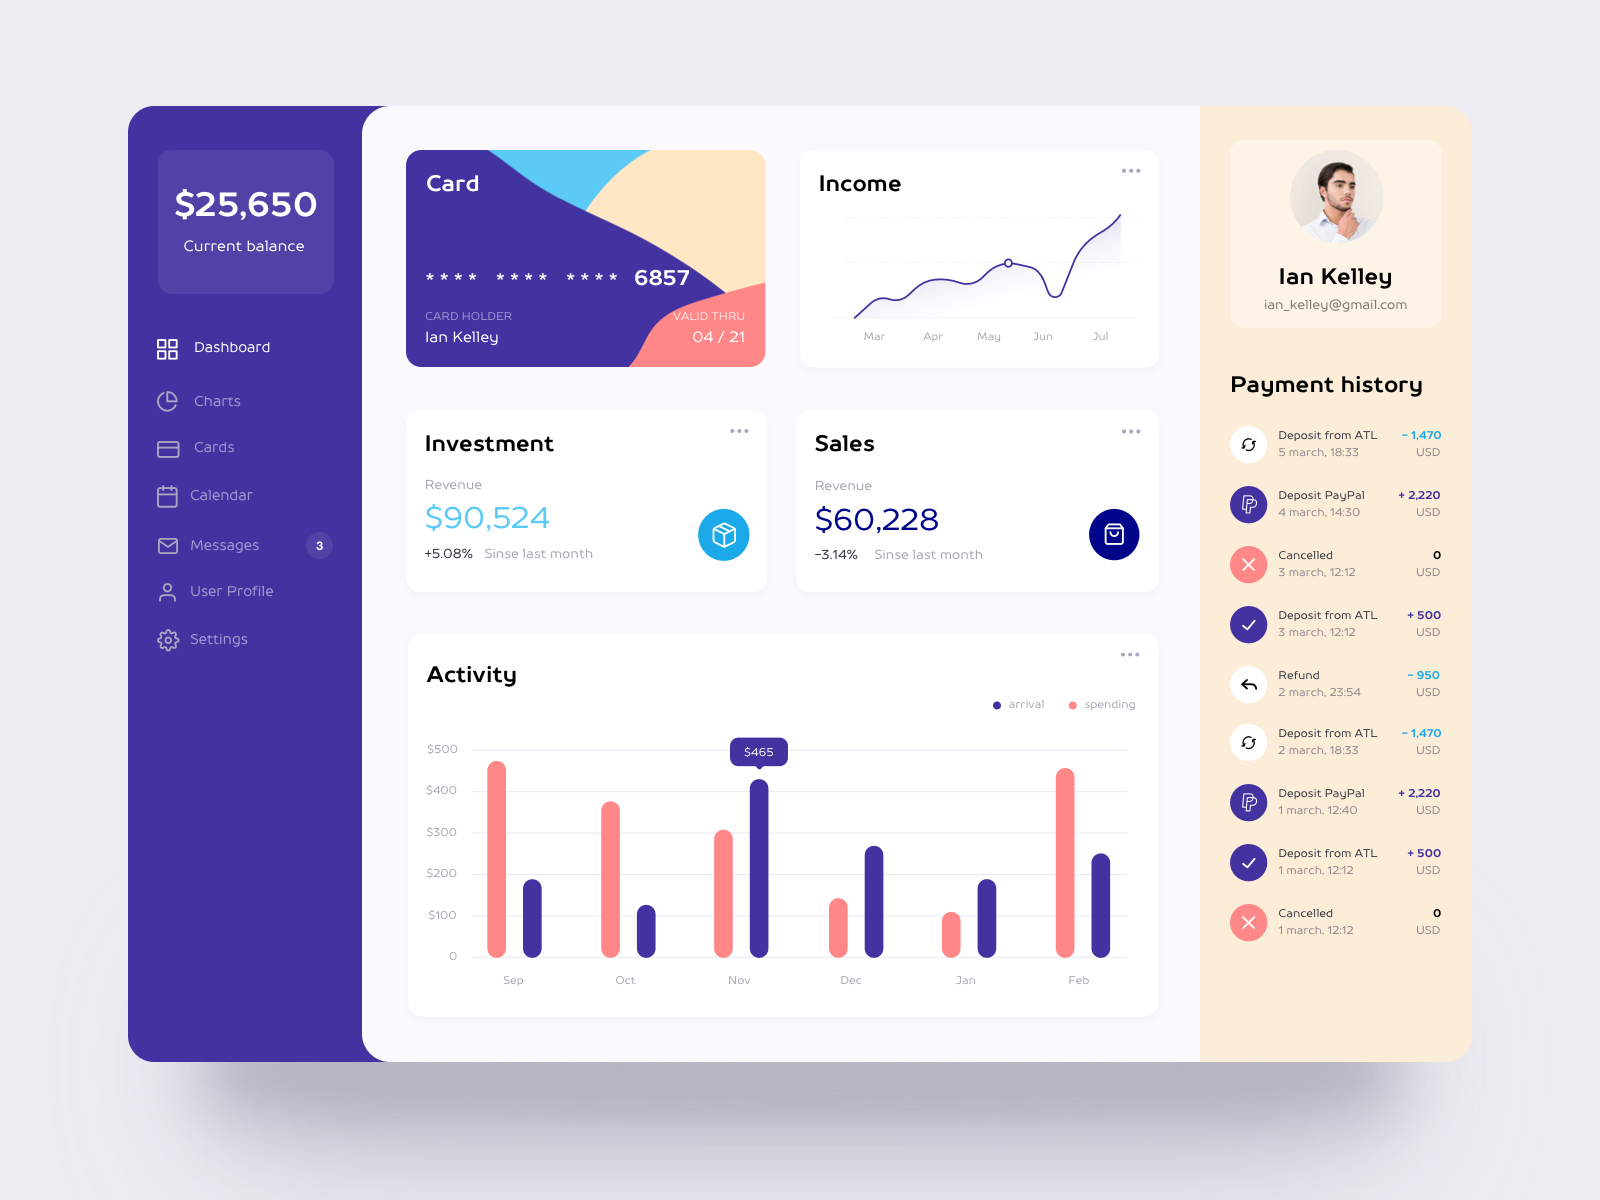 $25,650
Current balance
Dashboard
Charts
Cards
Calendar
Messages 3
User Profile
Settings
Card
**** **** **** 6857
CARD HOLDER VALID THRU
Ian Kelley 04 / 21
Income
Mar Apr May Jun Jul
Investment
Revenue
$90,524
+5.08% Sinse last month
Sales
Revenue
$60,228
−3.14% Sinse last month
Activity
arrival spending
$500
$465
$400
$300
$200
$100
0
Sep Oct Nov Dec Jan Feb
Ian Kelley
ian_kelley@gmail.com
Payment history
Deposit from ATL − 1,470
5 march, 18:33 USD
Deposit PayPal + 2,220
4 march, 14:30 USD
Cancelled 0
3 march, 12:12 USD
Deposit from ATL + 500
3 march, 12:12 USD
Refund − 950
2 march, 23:54 USD
Deposit from ATL − 1,470
2 march, 18:33 USD
Deposit PayPal + 2,220
1 march, 12:40 USD
Deposit from ATL + 500
1 march, 12:12 USD
Cancelled 0
1 march, 12:12 USD